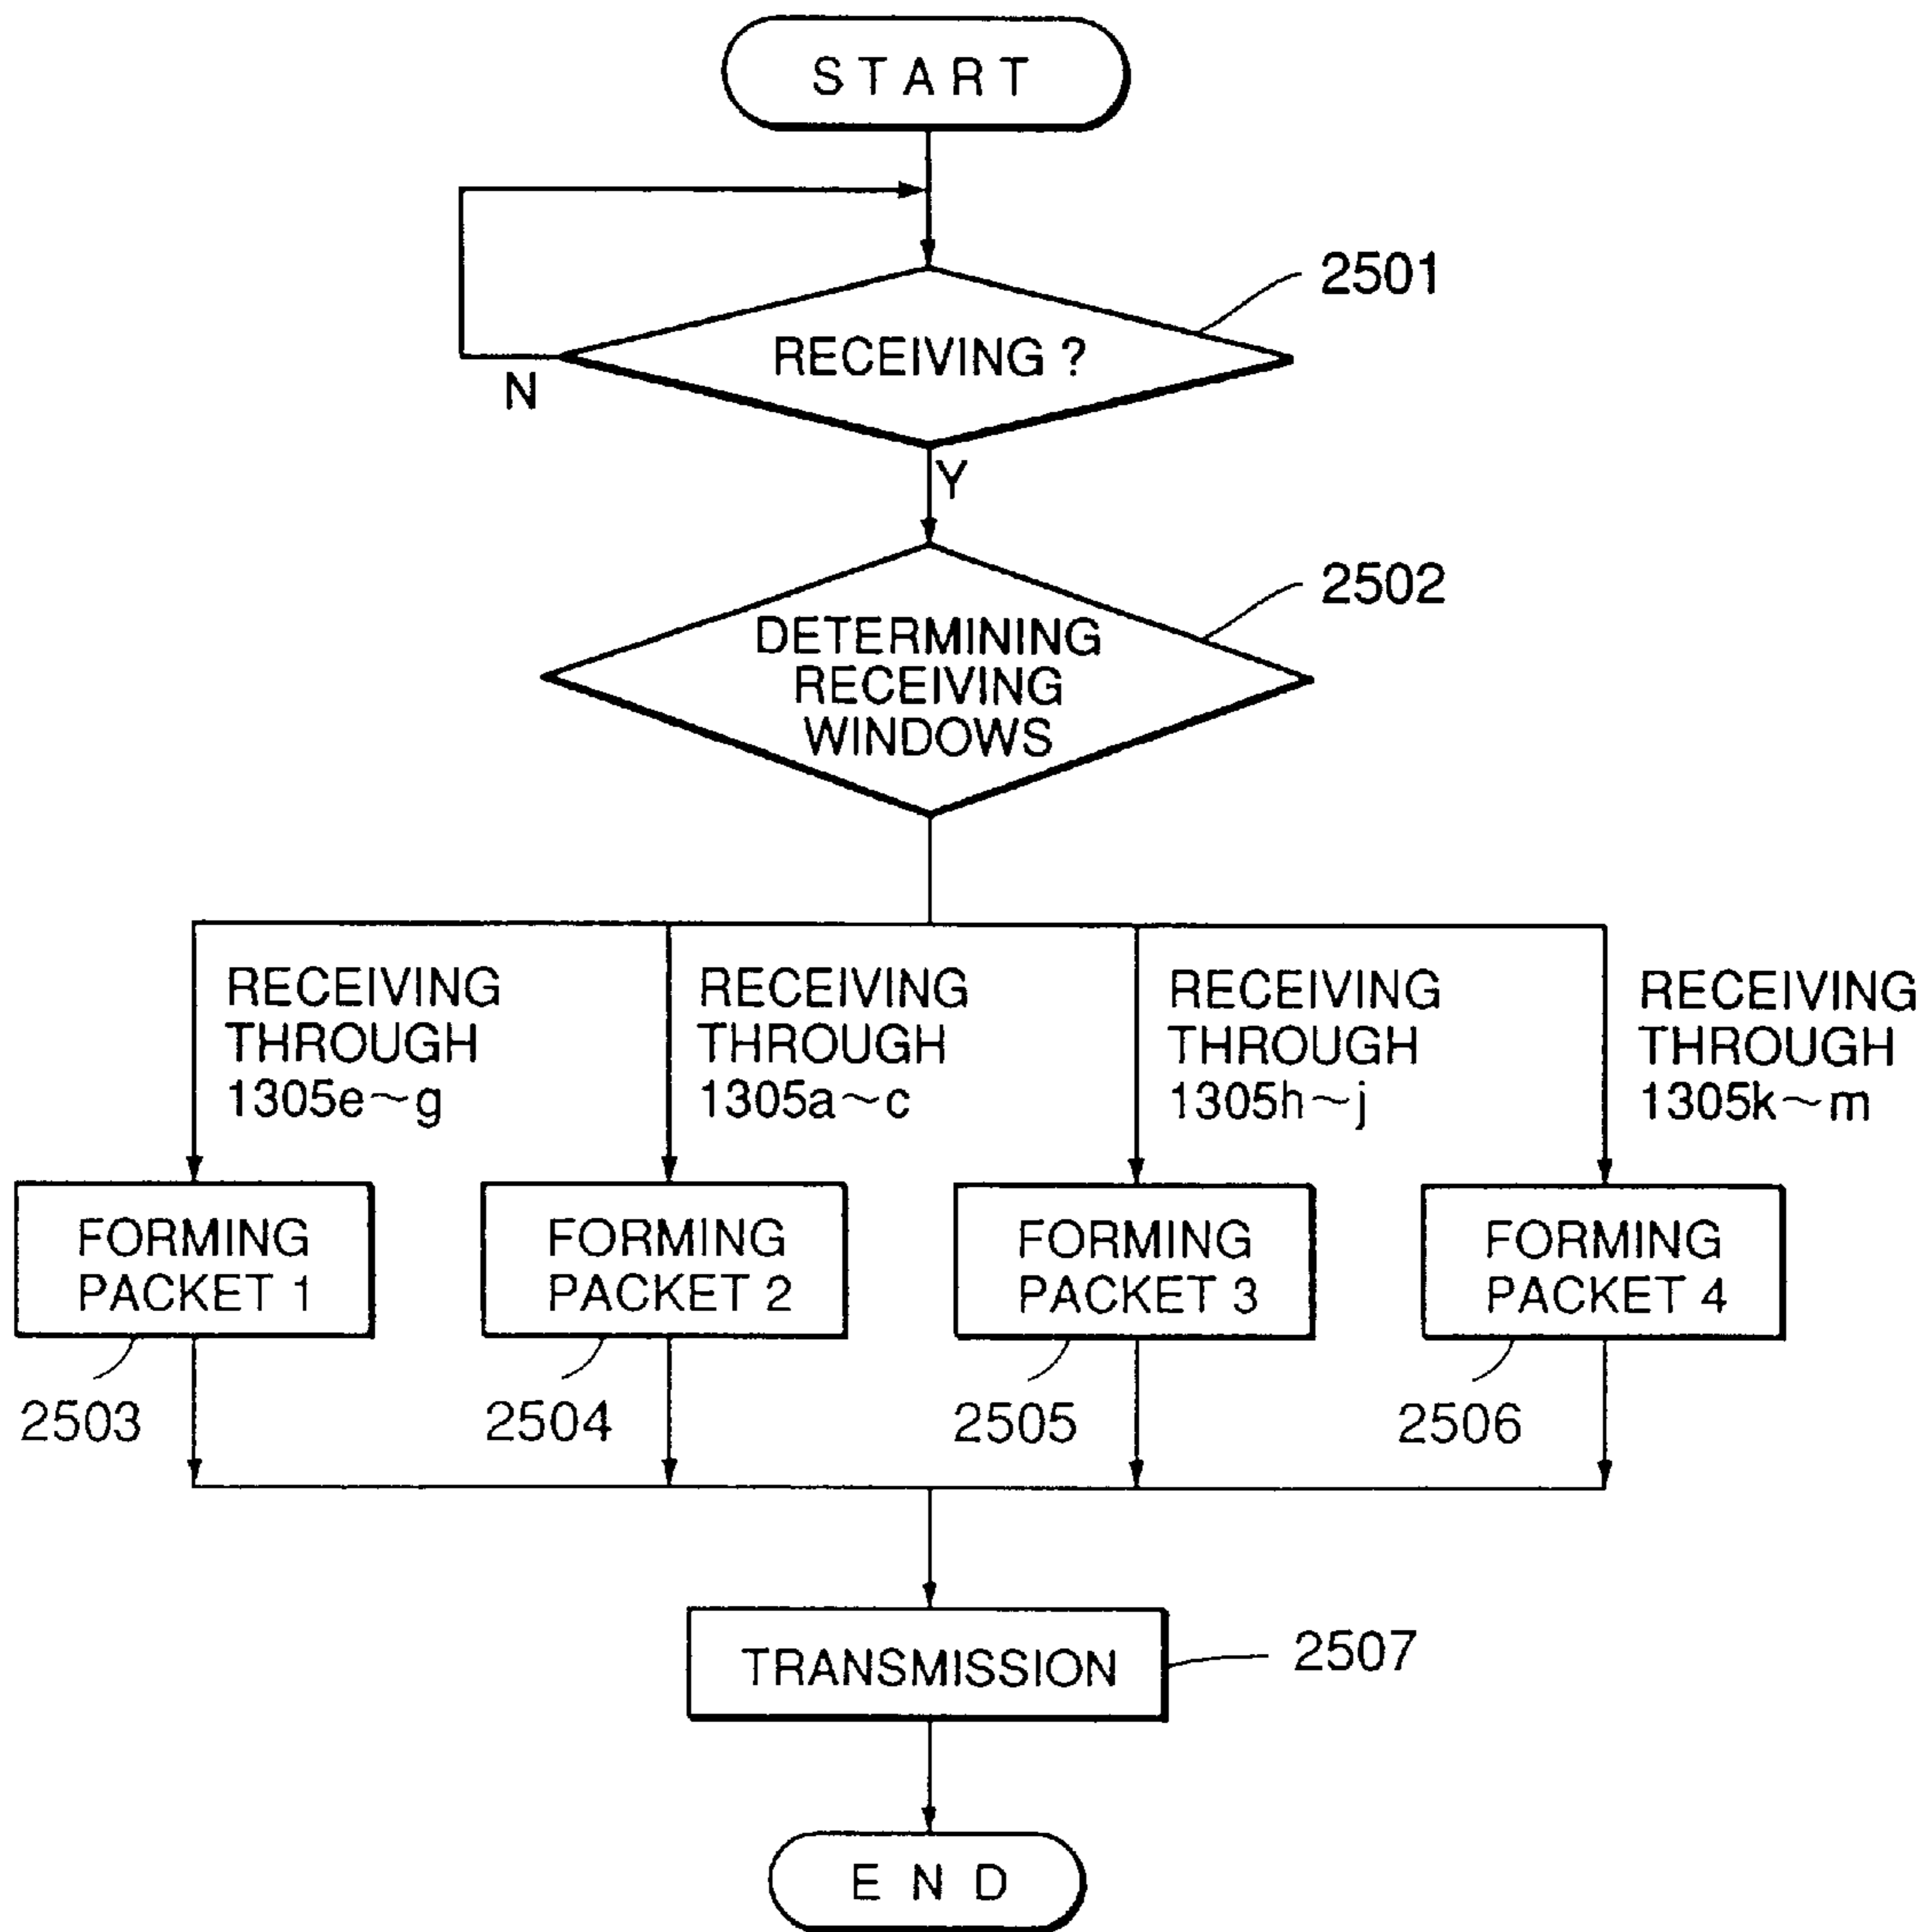 START
2501
RECEIVING ?
N
Y
2502
DETERMINING
RECEIVING
WINDOWS
RECEIVING
THROUGH
1305e~g
RECEIVING
THROUGH
1305a~c
RECEIVING
THROUGH
1305h~j
RECEIVING
THROUGH
1305k~m
FORMING
PACKET 1
FORMING
PACKET 2
FORMING
PACKET 3
FORMING
PACKET 4
2503
2504
2505
2506
TRANSMISSION
2507
END